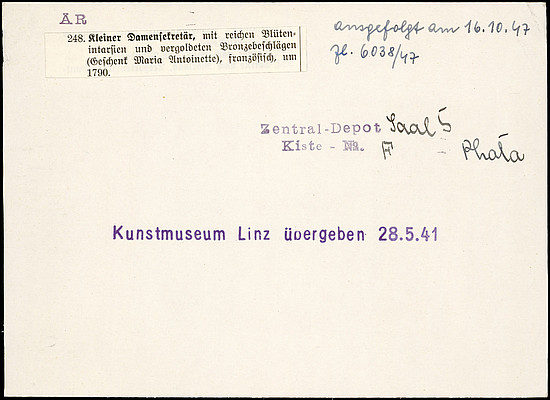 AR
248. Kleiner Damensekretär, mit reichen Blüten-
intarsien und vergoldeten Bronzebeschlägen
(Geschenk Maria Antoinette), französisch, um
1790.
ausgefolgt am 16.10.47
Zl. 6038/47
Zentral-Depot Saal 5
Kiste - Nr. F - Phata
Kunstmuseum Linz übergeben 28.5.41